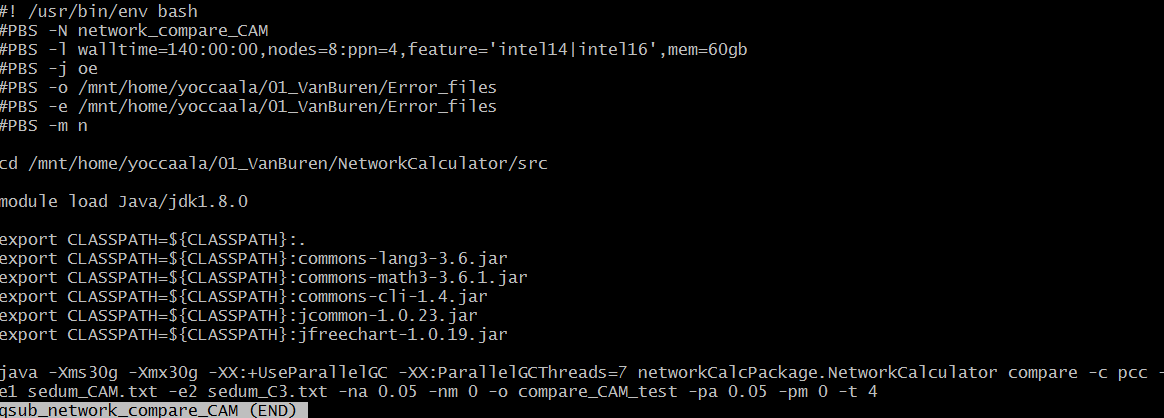 #! /usr/bin/env bash
#PBS -N network_compare_CAM
#PBS -l walltime=140:00:00,nodes=8:ppn=4,feature='intel14|intel16',mem=60gb
#PBS -j oe
#PBS -o /mnt/home/yoccaala/01_VanBuren/Error_files
#PBS -e /mnt/home/yoccaala/01_VanBuren/Error_files
#PBS -m n
cd /mnt/home/yoccaala/01_VanBuren/NetworkCalculator/src
module load Java/jdk1.8.0
export CLASSPATH=${CLASSPATH}:.
export CLASSPATH=${CLASSPATH}:commons-lang3-3.6.jar
export CLASSPATH=${CLASSPATH}:commons-math3-3.6.1.jar
export CLASSPATH=${CLASSPATH}:commons-cli-1.4.jar
export CLASSPATH=${CLASSPATH}:jcommon-1.0.23.jar
export CLASSPATH=${CLASSPATH}:jfreechart-1.0.19.jar
java -Xms30g -Xmx30g -XX:+UseParallelGC -XX:ParallelGCThreads=7 networkCalcPackage.NetworkCalculator compare -c pcc -
e1 sedum_CAM.txt -e2 sedum_C3.txt -na 0.05 -nm 0 -o compare_CAM_test -pa 0.05 -pm 0 -t 4
qsub_network_compare_CAM (END)